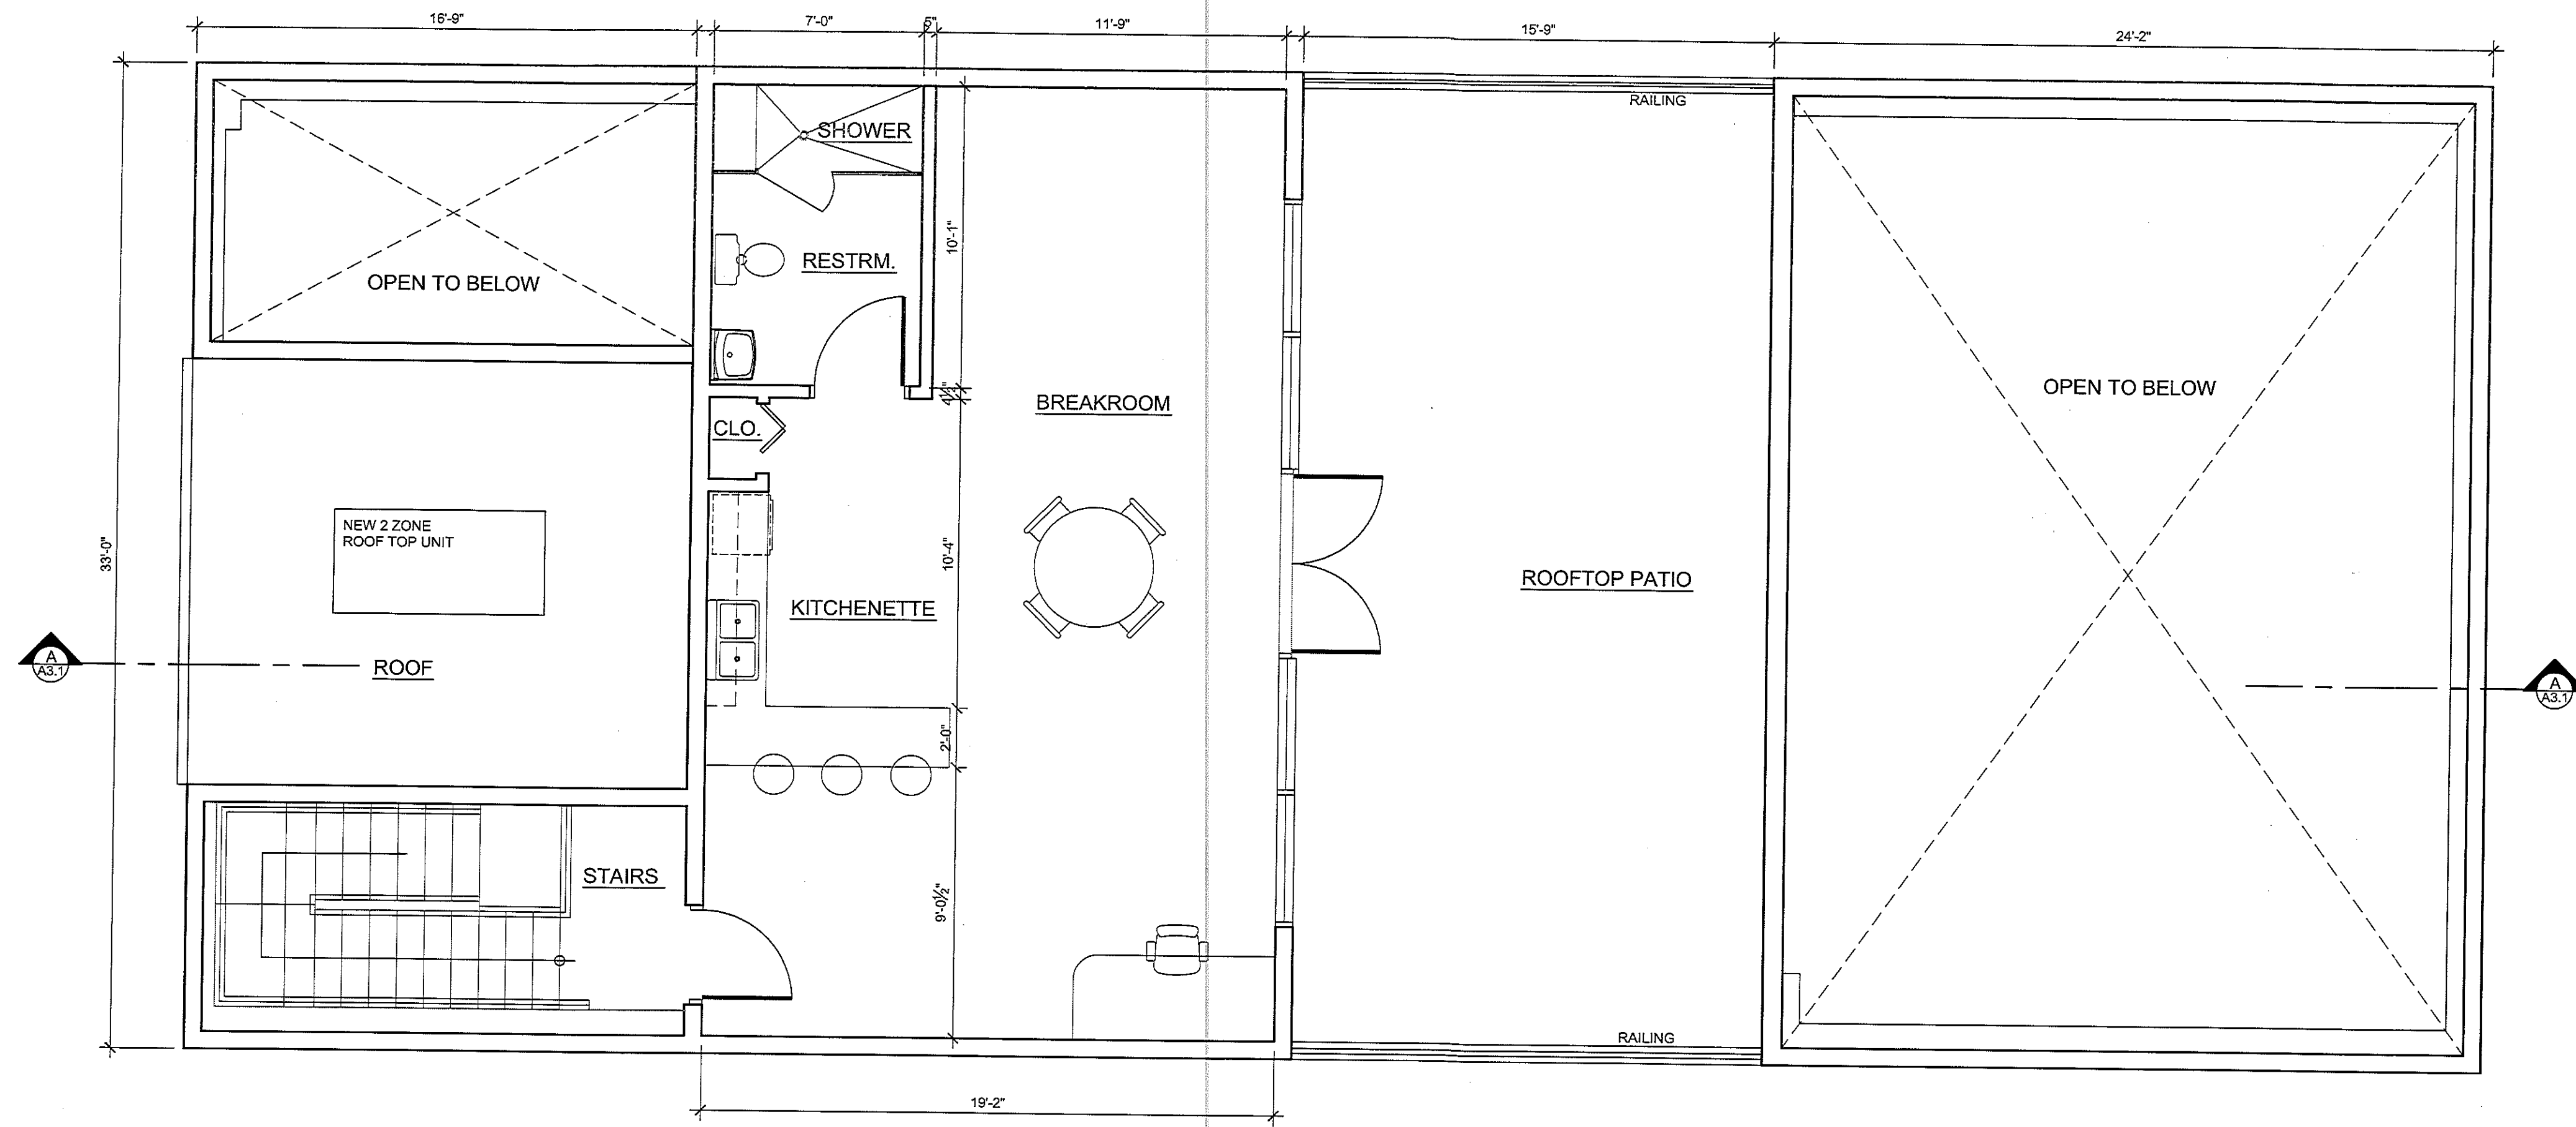 16'-9"
7'-0"
5"
11'-9"
15'-9"
24'-2"
RAILING
SHOWER
10'-1"
RESTRM.
OPEN TO BELOW
4½"
BREAKROOM
OPEN TO BELOW
CLO.
NEW 2 ZONE
ROOF TOP UNIT
33'-0"
10'-4"
ROOFTOP PATIO
KITCHENETTE
A
A3.1
ROOF
A
A3.1
2'-0"
STAIRS
9'-0½"
RAILING
19'-2"